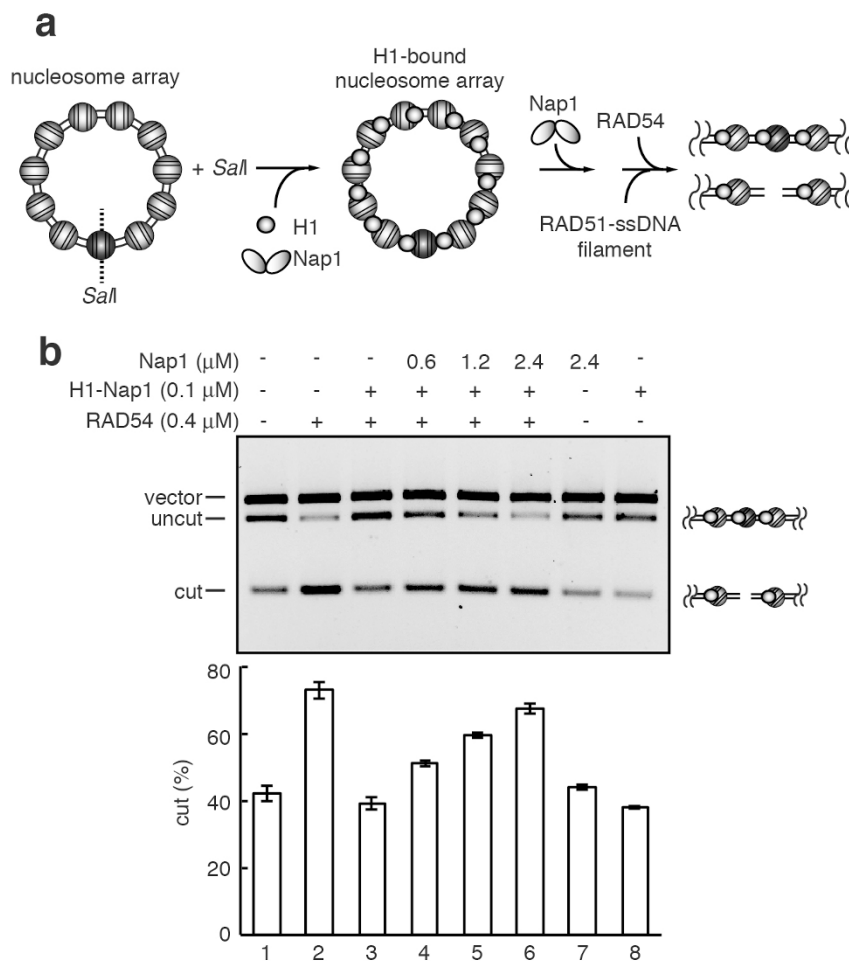 a
nucleosome array
H1-bound
nucleosome array
+ SalI
H1
Nap1
SalI
Nap1
RAD54
RAD51-ssDNA
filament
b
Nap1 (μM) - - - 0.6 1.2 2.4 2.4 -
H1-Nap1 (0.1 μM) - - + + + + - +
RAD54 (0.4 μM) - + + + + + - -
vector
uncut
cut
80
60
40
20
0
cut (%)
1 2 3 4 5 6 7 8